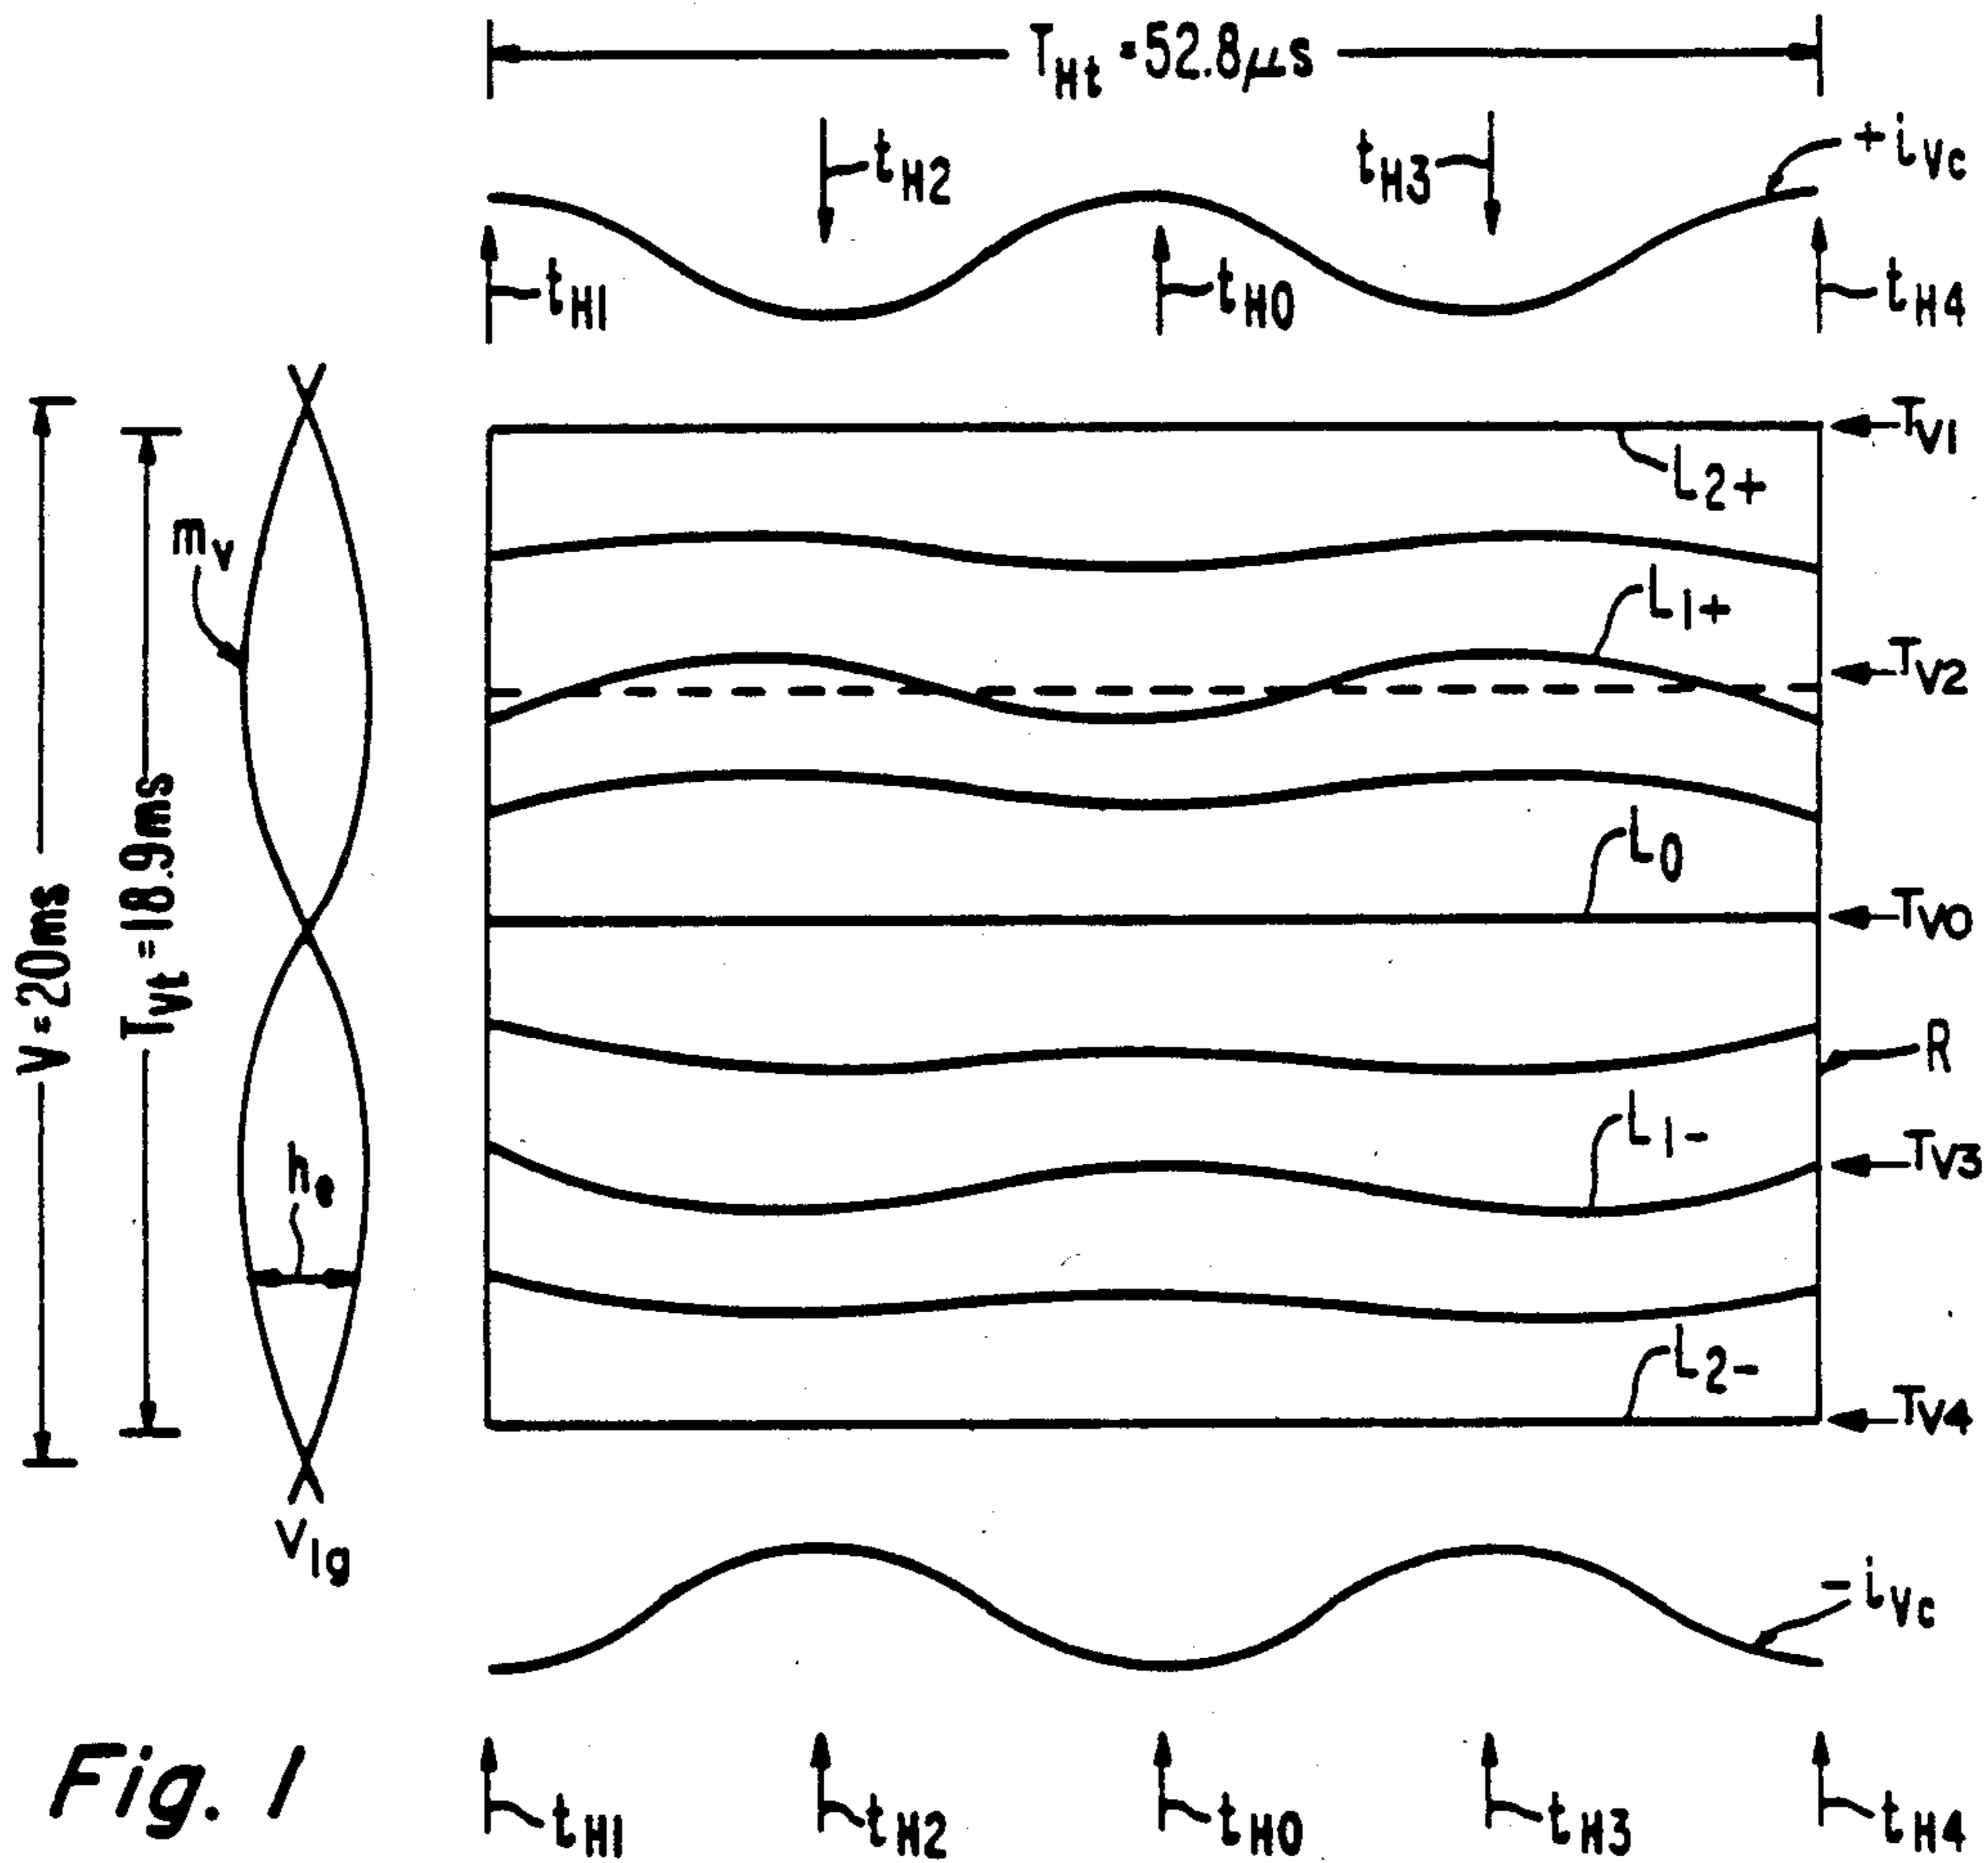 T_Ht = 52.8μs
t_H2
t_H3
+i_vc
t_H1
t_H0
t_H4
T_V1
L_2+
m_v
L_1+
T_V2
V=20ms
T_Vt=18.9ms
L_0
T_V0
R
L_1-
T_V3
h_e
L_2-
T_V4
V_lg
-i_vc
Fig. 1
t_H1
t_H2
t_H0
t_H3
t_H4